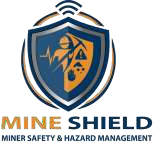 MINE SHIELD
MINER SAFETY & HAZARD MANAGEMENT